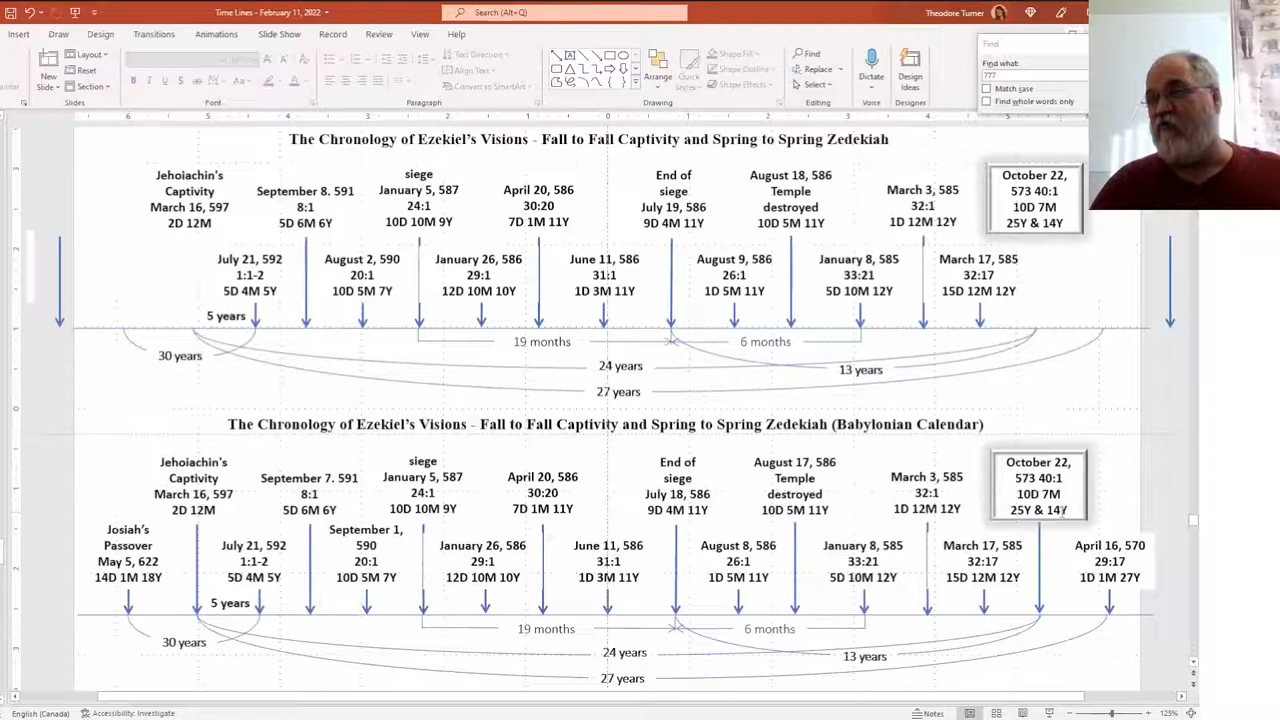 Time Lines - February 11, 2022
Search (Alt+Q)
Theodore Turner
Insert
Draw
Design
Transitions
Animations
Slide Show
Record
Review
View
Help
New
Slide
Layout
Reset
Section
Text Direction
Align Text
Convert to SmartArt
Arrange
Quick
Styles
Shape Fill
Shape Outline
Shape Effects
Find
Replace
Select
Dictate
Design
Ideas
Slides
Font
Paragraph
Drawing
Editing
Voice
Designer
Find
Find what:
777
Match case
Find whole words only
The Chronology of Ezekiel's Visions - Fall to Fall Captivity and Spring to Spring Zedekiah
Jehoiachin's
Captivity
March 16, 597
2D 12M
September 8. 591
8:1
5D 6M 6Y
siege
January 5, 587
24:1
10D 10M 9Y
April 20, 586
30:20
7D 1M 11Y
End of
siege
July 19, 586
9D 4M 11Y
August 18, 586
Temple
destroyed
10D 5M 11Y
March 3, 585
32:1
1D 12M 12Y
October 22,
573 40:1
10D 7M
25Y & 14Y
July 21, 592
1:1-2
5D 4M 5Y
August 2, 590
20:1
10D 5M 7Y
January 26, 586
29:1
12D 10M 10Y
June 11, 586
31:1
1D 3M 11Y
August 9, 586
26:1
1D 5M 11Y
January 8, 585
33:21
5D 10M 12Y
March 17, 585
32:17
15D 12M 12Y
5 years
30 years
19 months
6 months
24 years
13 years
27 years
The Chronology of Ezekiel's Visions - Fall to Fall Captivity and Spring to Spring Zedekiah (Babylonian Calendar)
Jehoiachin's
Captivity
March 16, 597
2D 12M
September 7. 591
8:1
5D 6M 6Y
siege
January 5, 587
24:1
10D 10M 9Y
April 20, 586
30:20
7D 1M 11Y
End of
siege
July 18, 586
9D 4M 11Y
August 17, 586
Temple
destroyed
10D 5M 11Y
March 3, 585
32:1
1D 12M 12Y
October 22,
573 40:1
10D 7M
25Y & 14Y
Josiah's
Passover
May 5, 622
14D 1M 18Y
July 21, 592
1:1-2
5D 4M 5Y
September 1,
590
20:1
10D 5M 7Y
January 26, 586
29:1
12D 10M 10Y
June 11, 586
31:1
1D 3M 11Y
August 8, 586
26:1
1D 5M 11Y
January 8, 585
33:21
5D 10M 12Y
March 17, 585
32:17
15D 12M 12Y
April 16, 570
29:17
1D 1M 27Y
5 years
30 years
19 months
6 months
24 years
13 years
27 years
English (Canada)
Accessibility: Investigate
Notes
125%